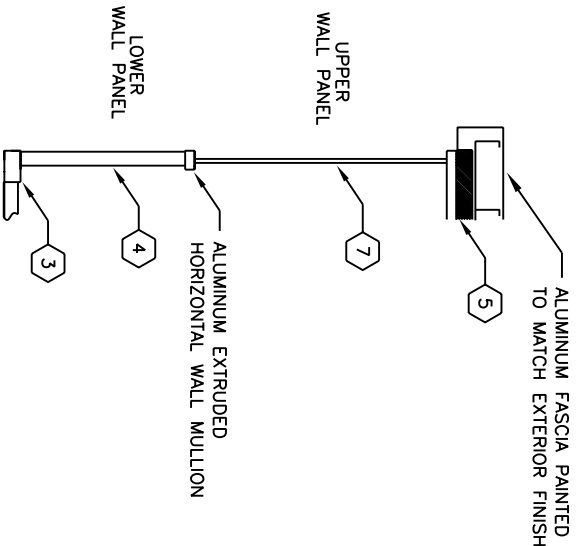 ALUMINUM FASCIA PAINTED
TO MATCH EXTERIOR FINISH
5
UPPER
WALL PANEL
7
ALUMINUM EXTRUDED
HORIZONTAL WALL MULLION
LOWER
WALL PANEL
4
3